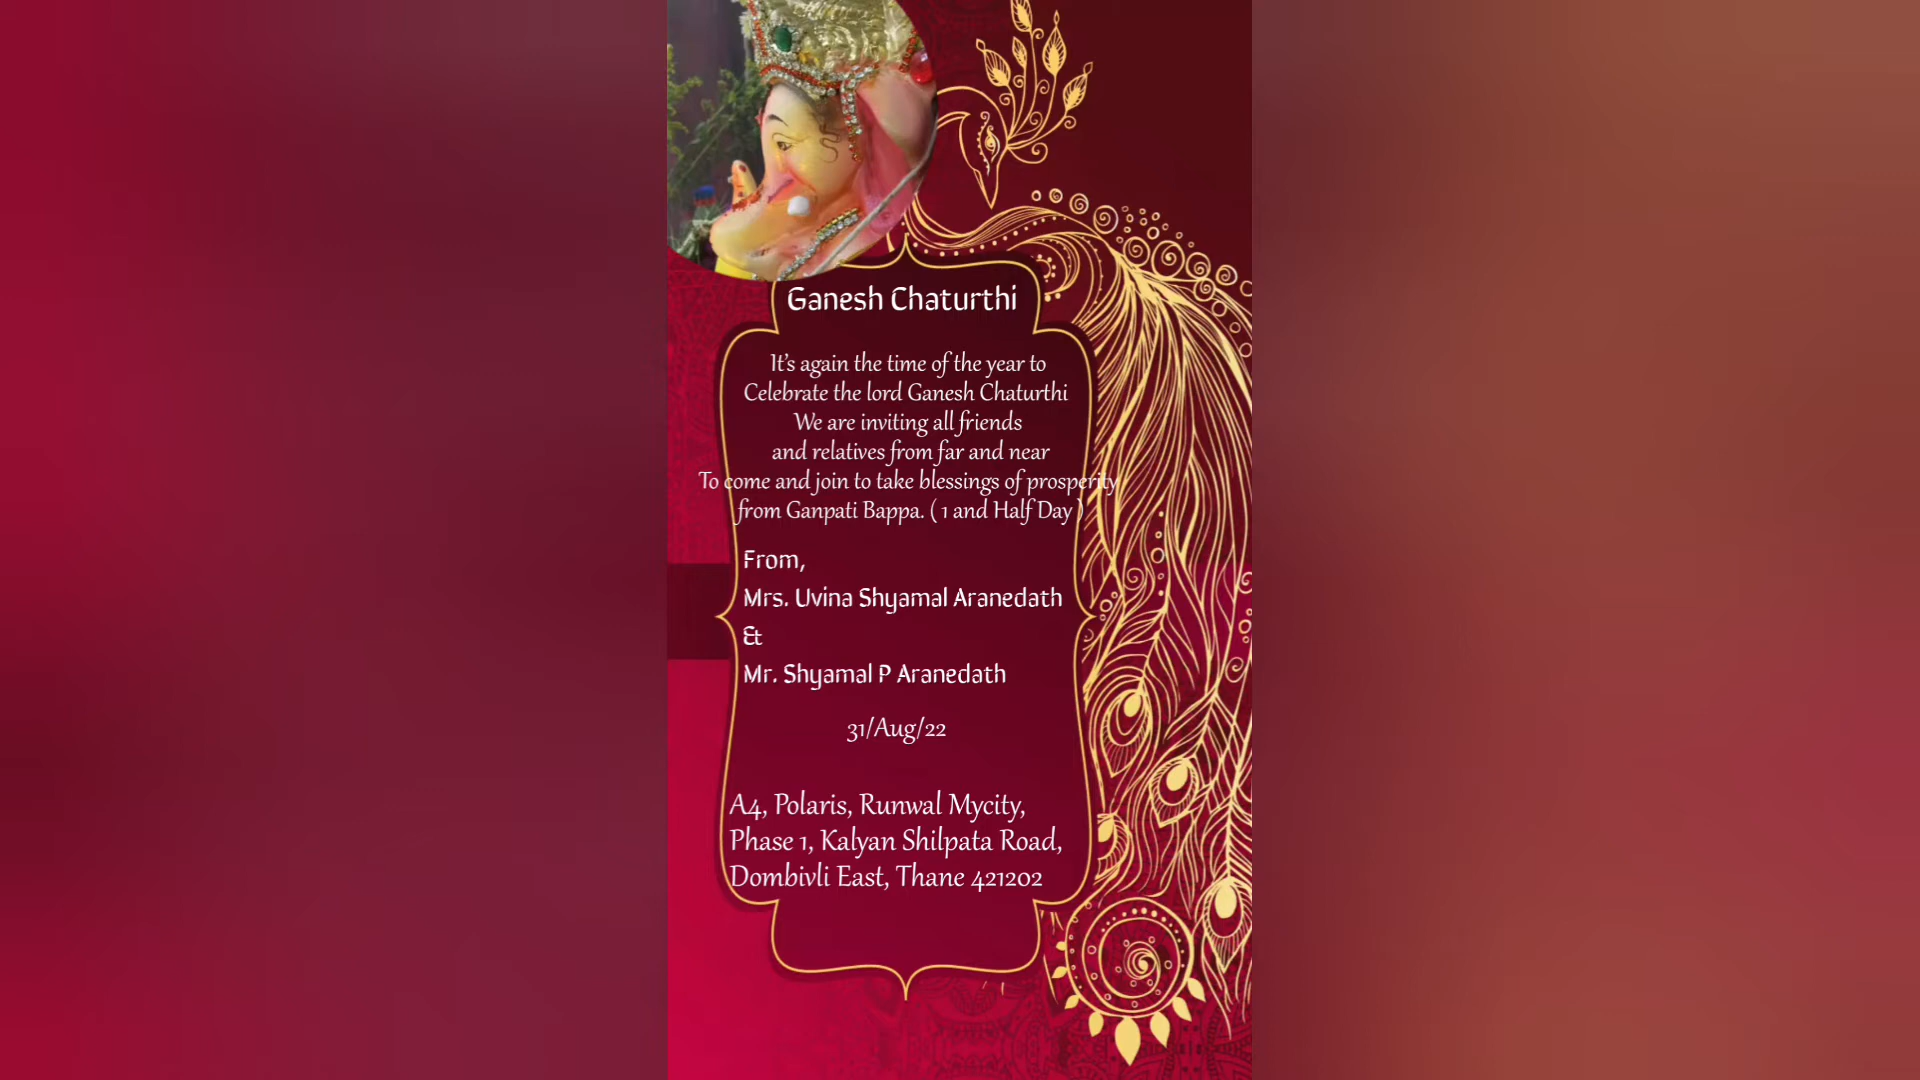 Ganesh Chaturthi
It's again the time of the year to
Celebrate the lord Ganesh Chaturthi
We are inviting all friends
and relatives from far and near
To come and join to take blessings of prosperity
from Ganpati Bappa. ( 1 and Half Day )
From,
Mrs. Uvina Shyamal Aranedath
&
Mr. Shyamal P Aranedath
31/Aug/22
A4, Polaris, Runwal Mycity,
Phase 1, Kalyan Shilpata Road,
Dombivli East, Thane 421202